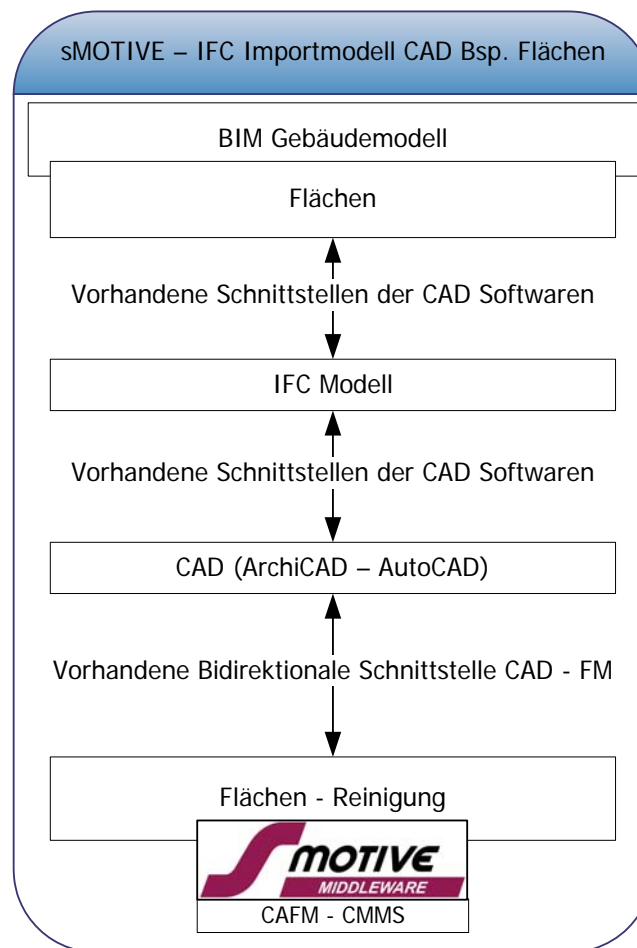 sMOTIVE – IFC Importmodell CAD Bsp. Flächen
BIM Gebäudemodell
Flächen
Vorhandene Schnittstellen der CAD Softwaren
IFC Modell
Vorhandene Schnittstellen der CAD Softwaren
CAD (ArchiCAD – AutoCAD)
Vorhandene Bidirektionale Schnittstelle CAD - FM
Flächen - Reinigung
SMOTIVE
MIDDLEWARE
CAFM - CMMS